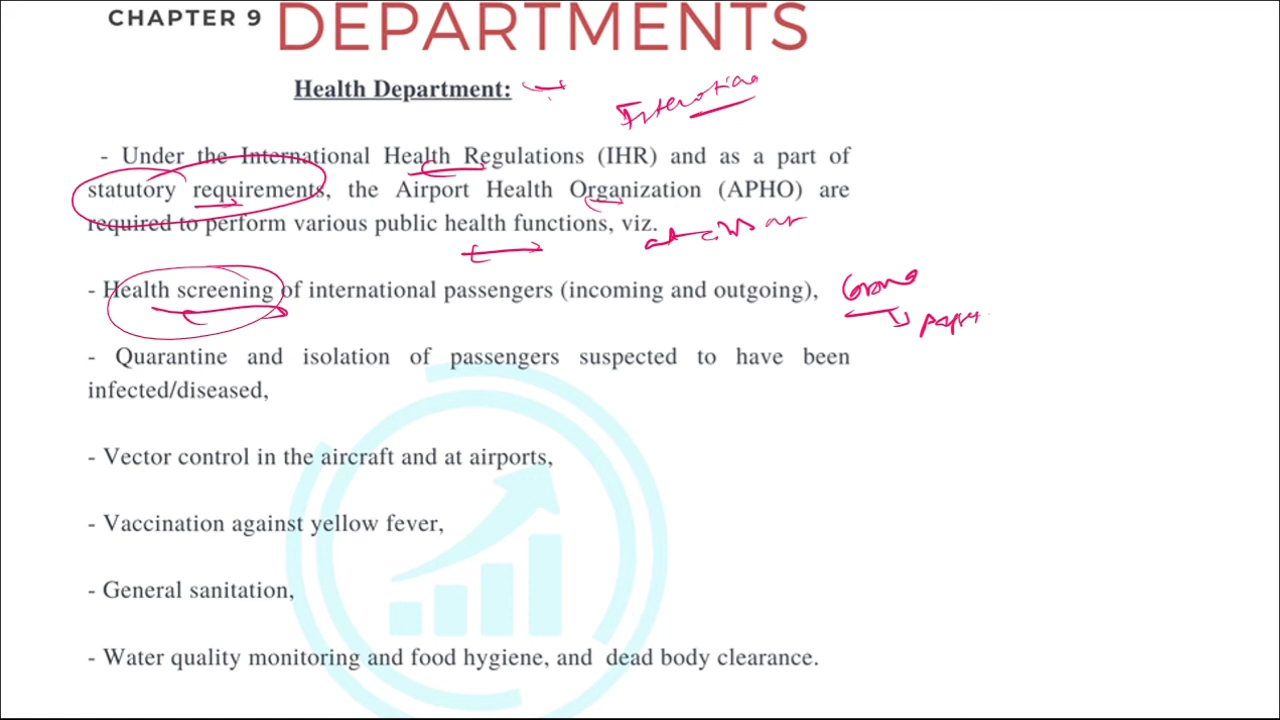 CHAPTER 9 DEPARTMENTS
Health Department:
- Under the International Health Regulations (IHR) and as a part of
statutory requirements, the Airport Health Organization (APHO) are
required to perform various public health functions, viz.
- Health screening of international passengers (incoming and outgoing),
- Quarantine and isolation of passengers suspected to have been
infected/diseased,
- Vector control in the aircraft and at airports,
- Vaccination against yellow fever,
- General sanitation,
- Water quality monitoring and food hygiene, and dead body clearance.